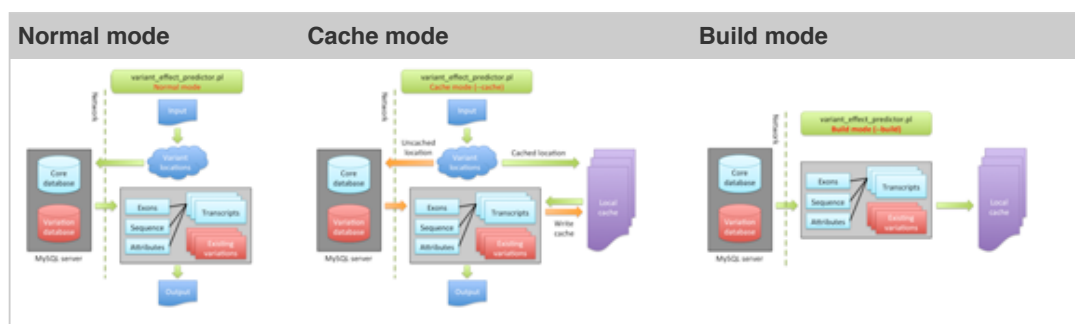 Normal mode
Cache mode
Build mode
variant_effect_predictor.pl
Normal mode
Network
Input
Variant
locations
Core
database
Variation
database
MySQL server
Exons
Sequence
Attributes
Transcripts
Existing
variations
Output
variant_effect_predictor.pl
Cache mode (--cache)
Network
Input
Uncached
location
Variant
locations
Cached location
Core
database
Variation
database
MySQL server
Exons
Sequence
Attributes
Transcripts
Existing
variations
Write
cache
Local
cache
Output
variant_effect_predictor.pl
Build mode (--build)
Network
Core
database
Variation
database
MySQL server
Exons
Sequence
Attributes
Transcripts
Existing
variations
Local
cache